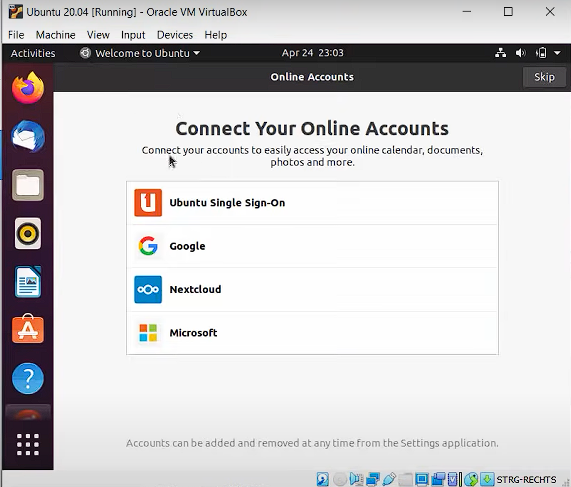 Ubuntu 20.04 [Running] - Oracle VM VirtualBox
File Machine View Input Devices Help
Activities Welcome to Ubuntu Apr 24 23:03
Online Accounts Skip
Connect Your Online Accounts
Connect your accounts to easily access your online calendar, documents,
photos and more.
Ubuntu Single Sign-On
Google
Nextcloud
Microsoft
Accounts can be added and removed at any time from the Settings application.
STRG-RECHTS